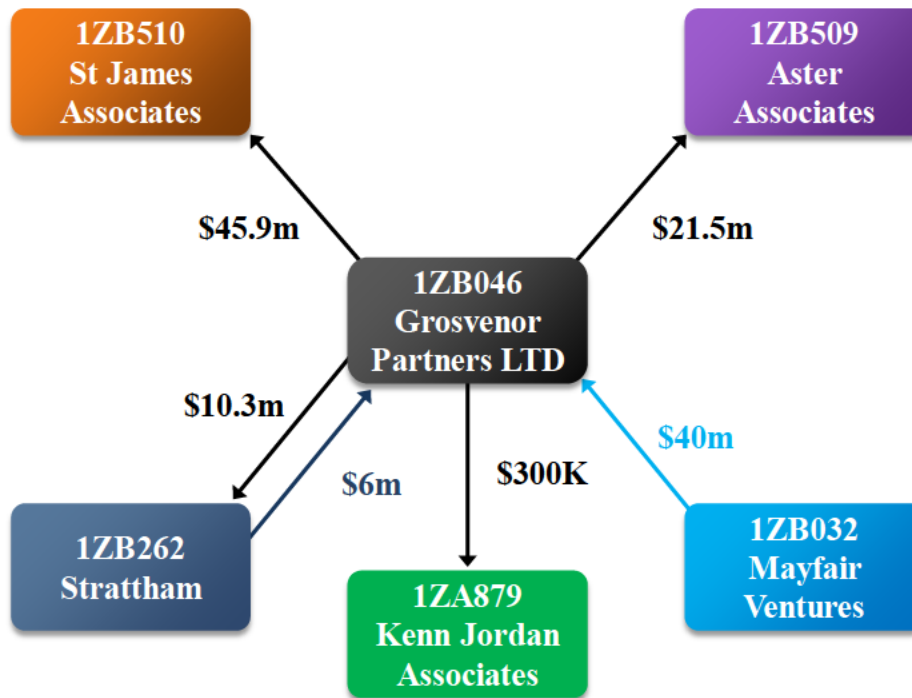 1ZB510
St James
Associates
1ZB509
Aster
Associates
$45.9m
$21.5m
1ZB046
Grosvenor
Partners LTD
$10.3m
$6m
$300K
$40m
1ZB262
Strattham
1ZA879
Kenn Jordan
Associates
1ZB032
Mayfair
Ventures